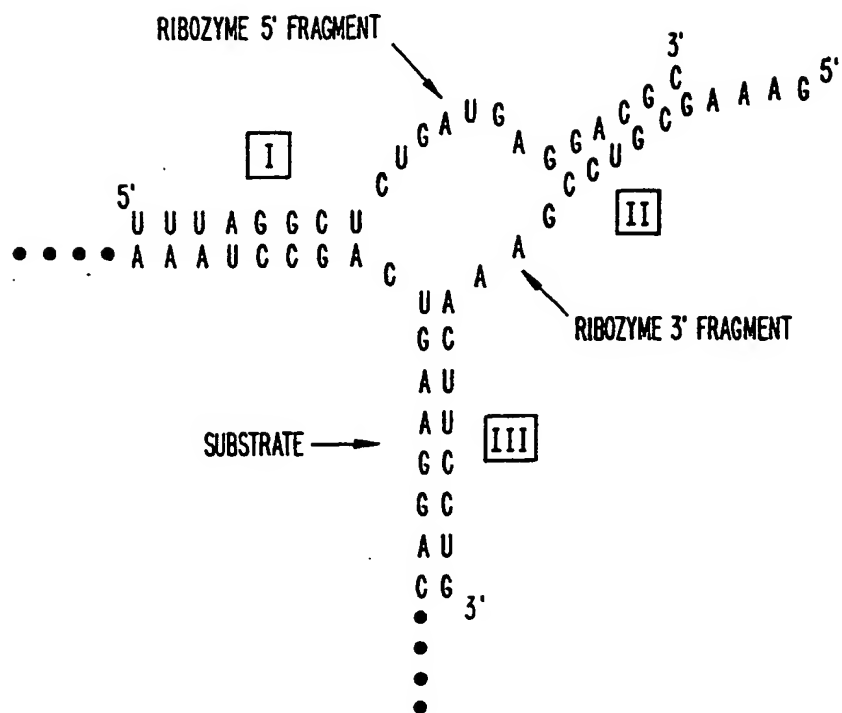 RIBOZYME 5' FRAGMENT
3'
5'
I
C U G A U G A G G A C G C
G C C U G C G A A A G
5'
U U U A G G C U
II
A A A U C C G A C
A A
U A
RIBOZYME 3' FRAGMENT
G C
A U
SUBSTRATE
A U
III
G C
G C
A U
C G 3'